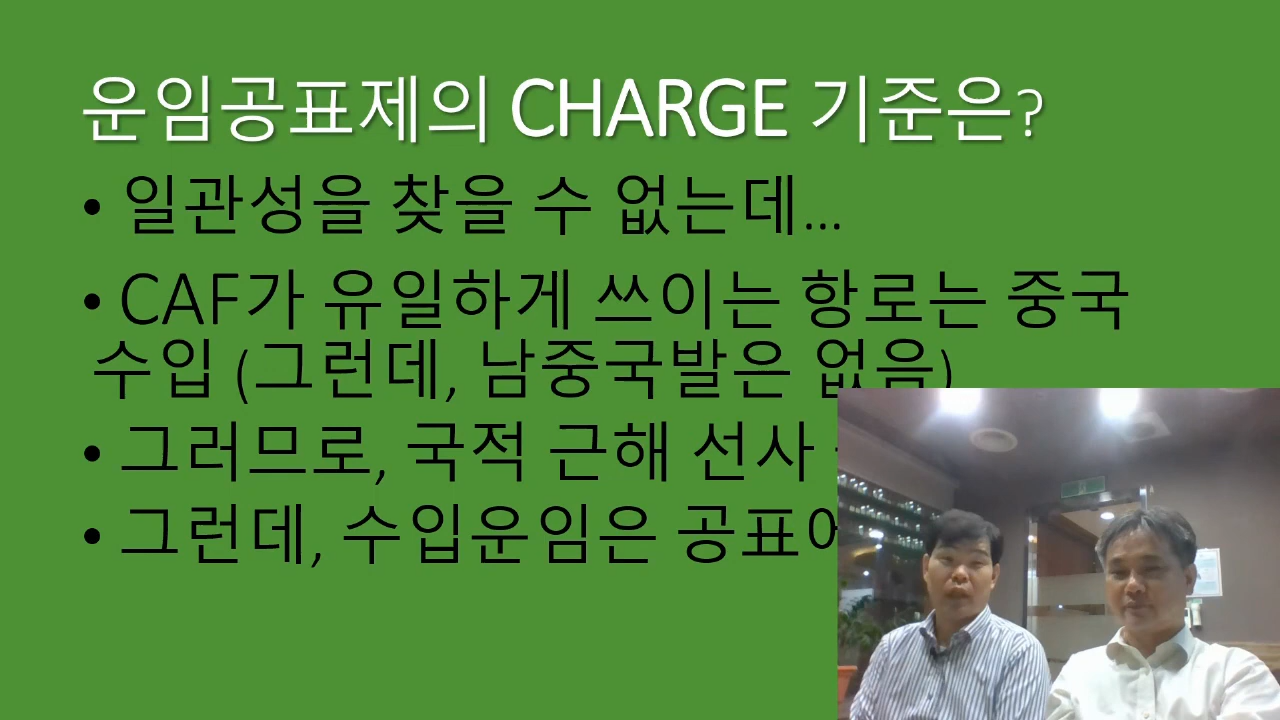 운임공표제의 CHARGE 기준은?
• 일관성을 찾을 수 없는데...
• CAF가 유일하게 쓰이는 항로는 중국
수입 (그런데, 남중국발은 없음)
• 그러므로, 국적 근해 선사
• 그런데, 수입운임은